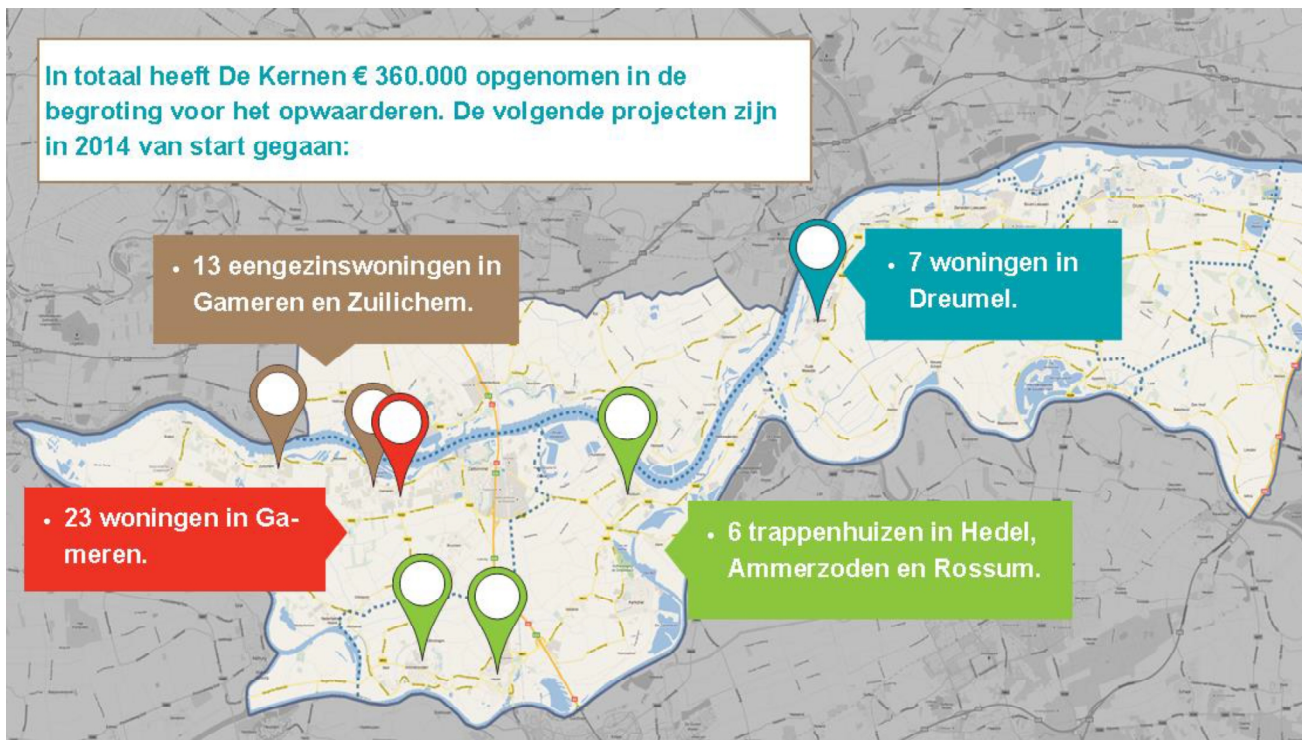 In totaal heeft De Kernen € 360.000 opgenomen in de
begroting voor het opwaarderen. De volgende projecten zijn
in 2014 van start gegaan:
• 13 eengezinswoningen in
Gameren en Zuilichem.
• 7 woningen in
Dreumel.
• 23 woningen in Ga-
meren.
• 6 trappenhuizen in Hedel,
Ammerzoden en Rossum.